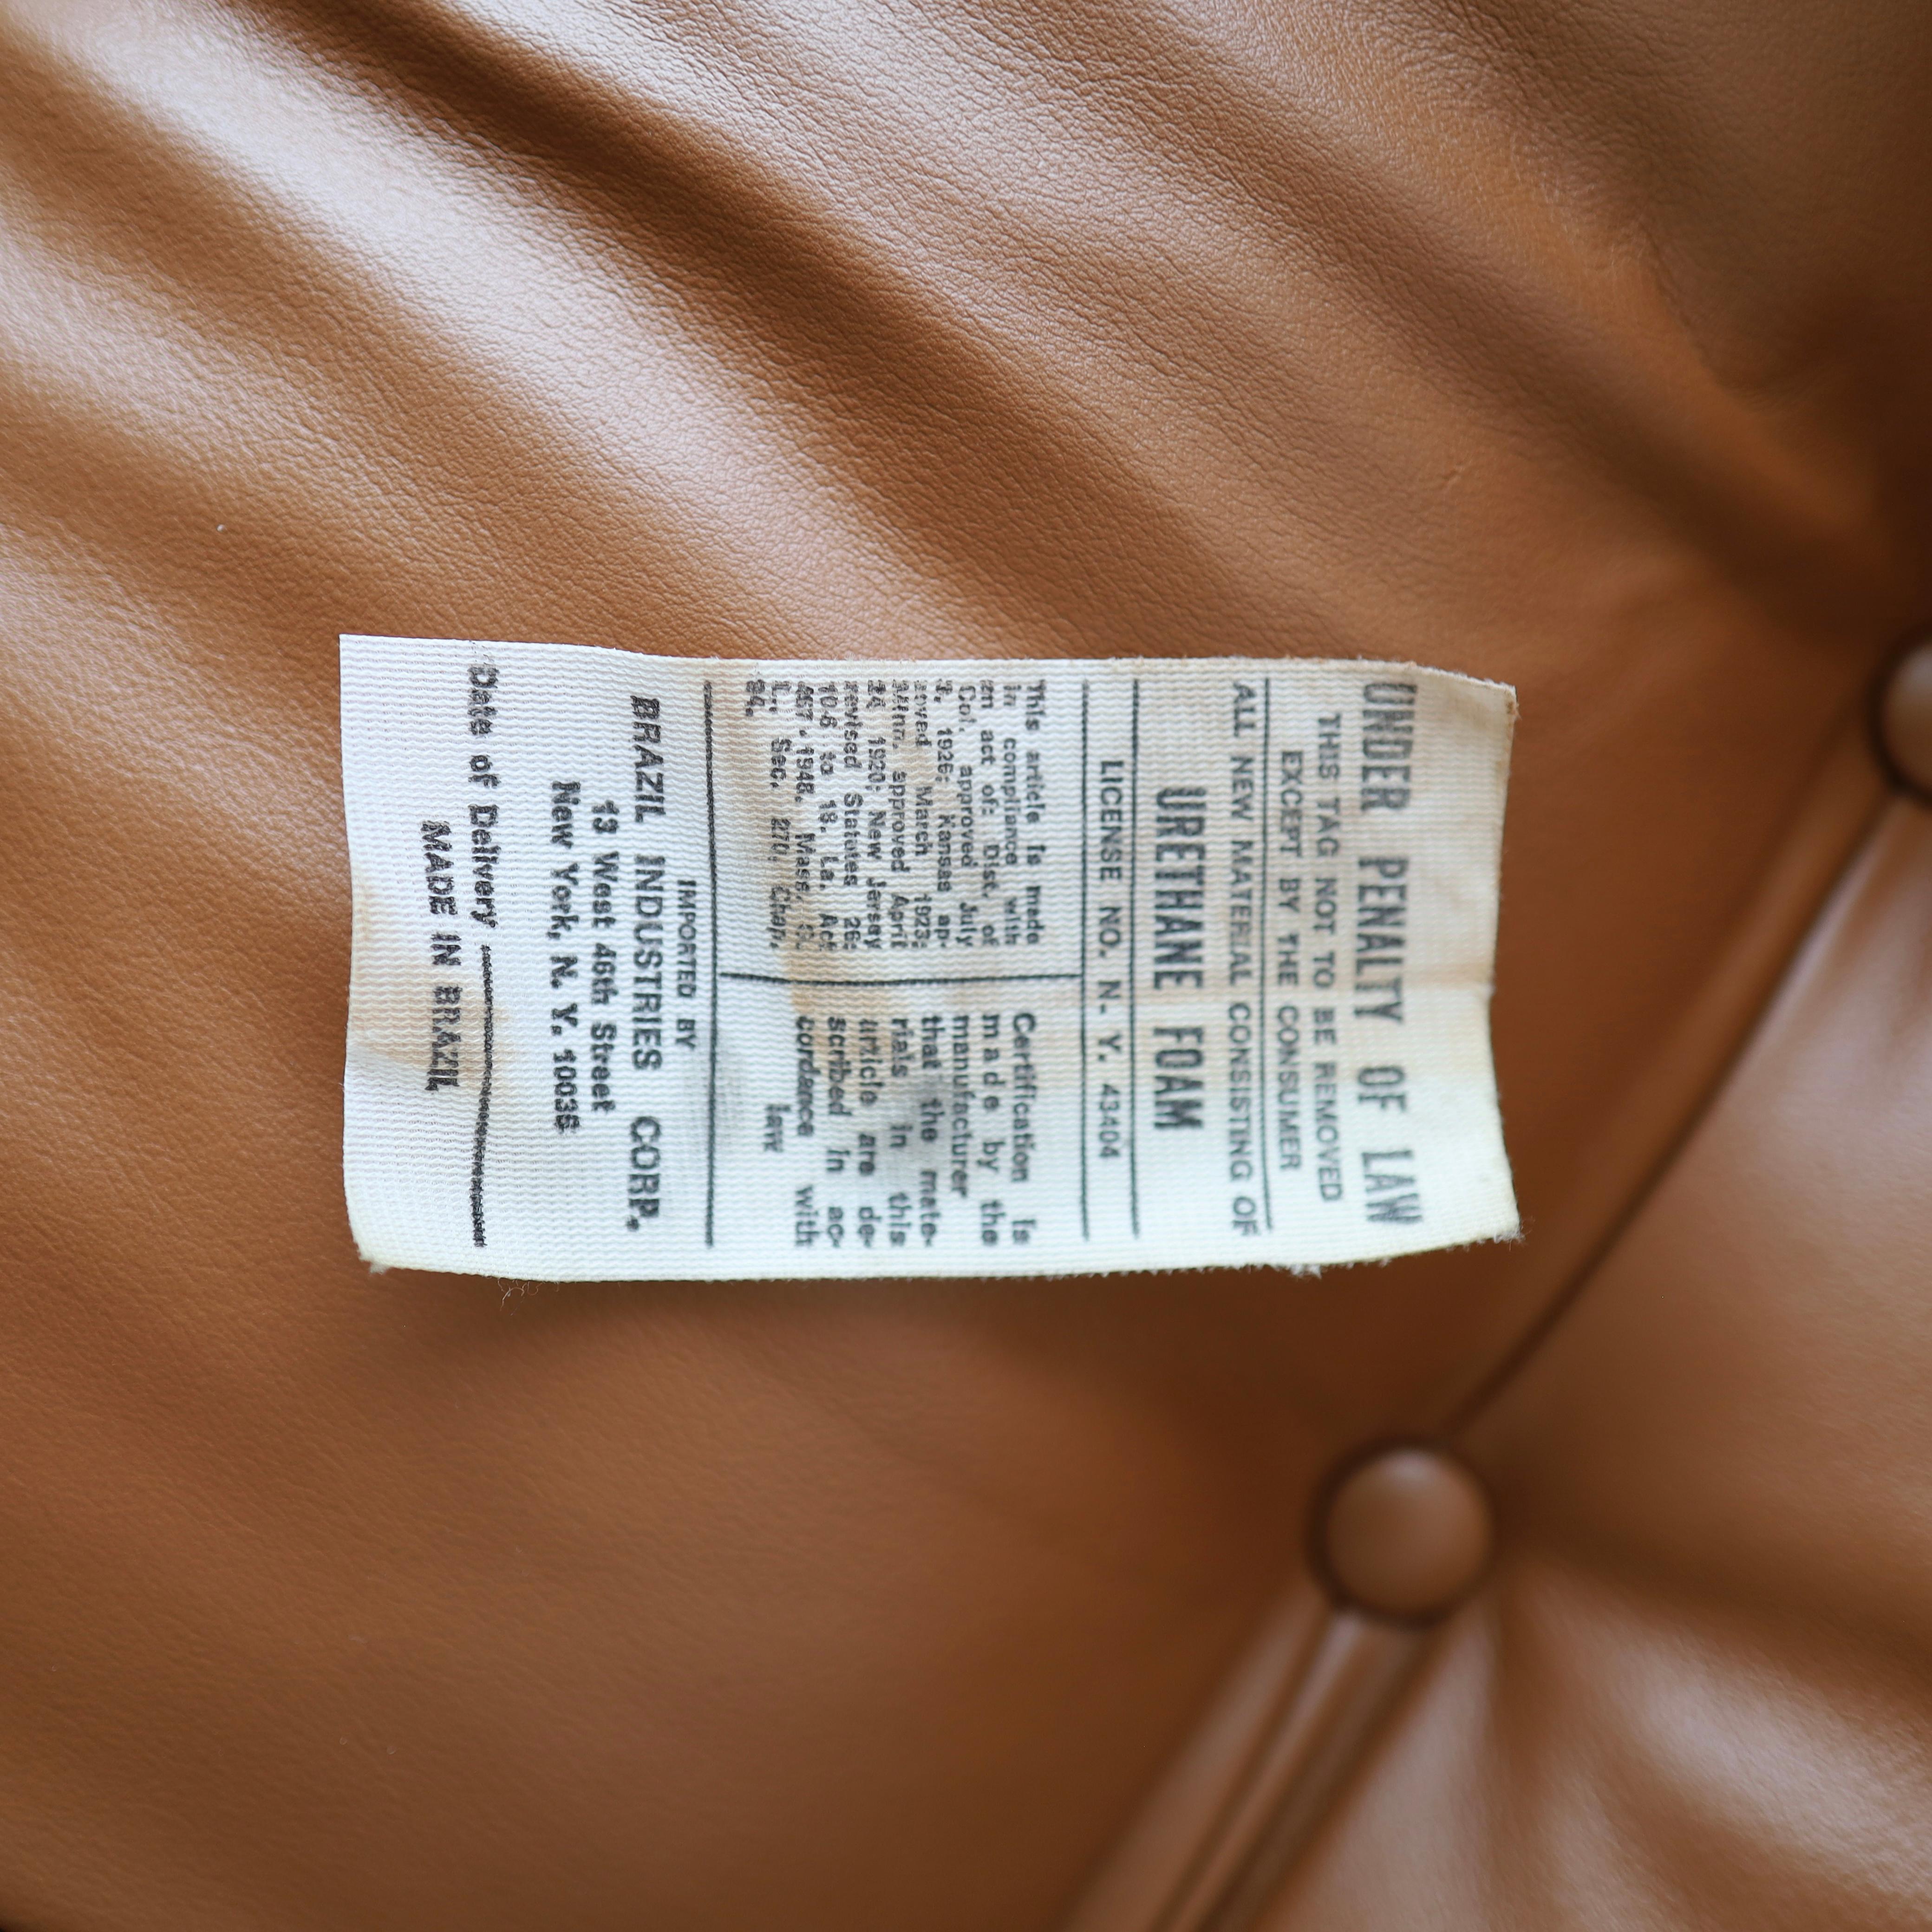 UNDER PENALTY OF LAW
THIS TAG NOT TO BE REMOVED
EXCEPT BY THE CONSUMER
ALL NEW MATERIAL CONSISTING OF
URETHANE FOAM
LICENSE NO. N. Y. 43404
This article is made
in compliance with
an act of: Dist. of
Col. approved July
3, 1926; Kansas ap-
roved March 1923;
Minn. approved April
24, 1920; New Jersey
revised Statutes 26:
10-6 to 18. La. Act
467, 1948. Mass.
L., Sec. 270, Chap.
94.
Certification is
made by the
manufacturer
that the mate-
rials in this
article are de-
scribed in ac-
cordance with
law
IMPORTED BY
BRAZIL INDUSTRIES CORP.
13 West 46th Street
New York, N. Y. 10036
Date of Delivery
MADE IN BRAZIL